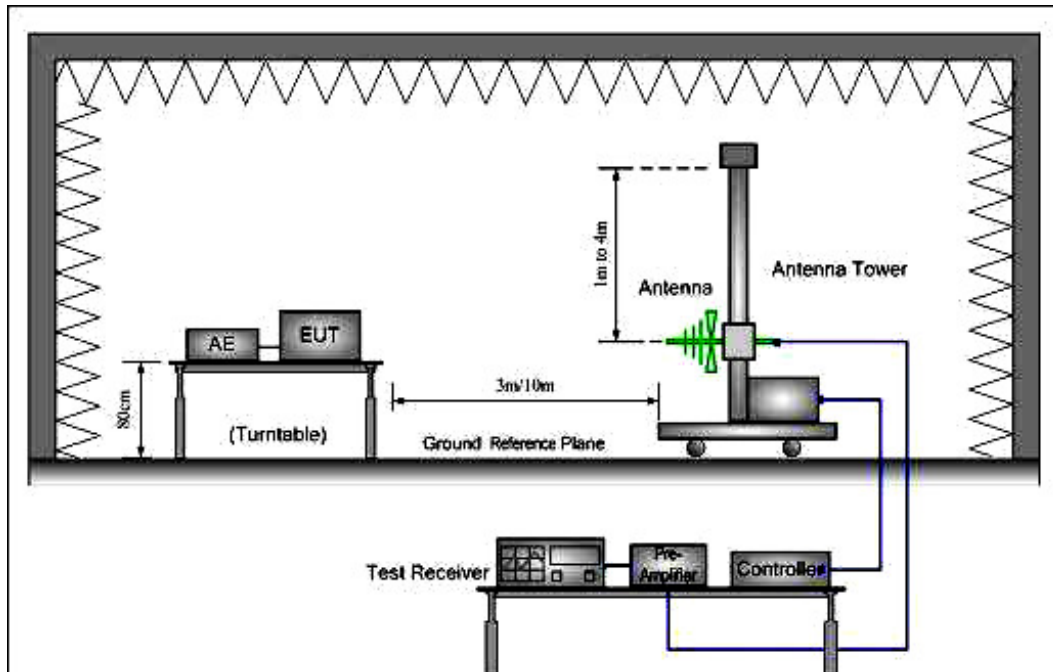 1m to 4m
Antenna Tower
Antenna
AE
EUT
80cm
3m/10m
(Turntable)
Ground Reference Plane
Test Receiver
Pre-
Amplifier
Controller